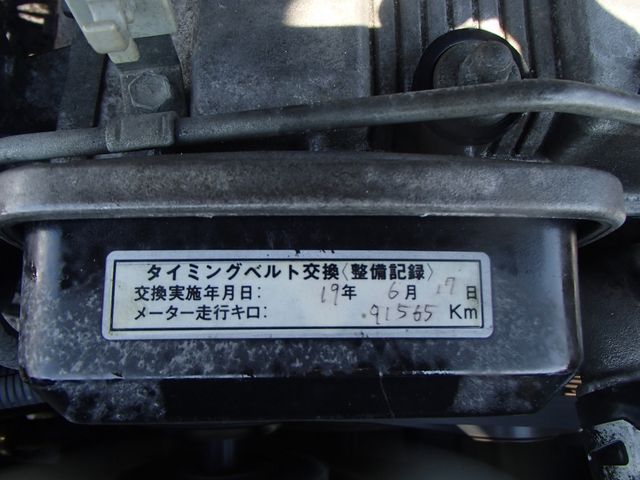 タイミングベルト交換〈整備記録〉
交換実施年月日: 19年 6月 17日
メーター走行キロ: 91565 Km